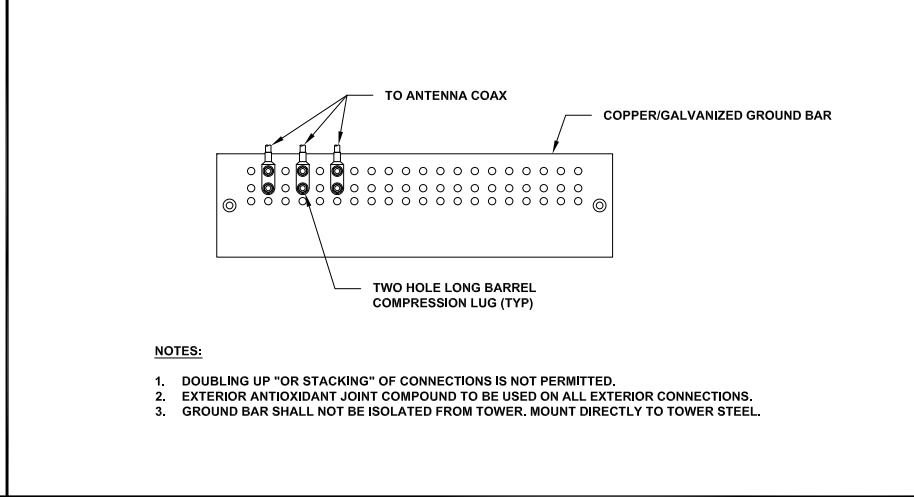 TO ANTENNA COAX
COPPER/GALVANIZED GROUND BAR
TWO HOLE LONG BARREL
COMPRESSION LUG (TYP)
NOTES:
1. DOUBLING UP "OR STACKING" OF CONNECTIONS IS NOT PERMITTED.
2. EXTERIOR ANTIOXIDANT JOINT COMPOUND TO BE USED ON ALL EXTERIOR CONNECTIONS.
3. GROUND BAR SHALL NOT BE ISOLATED FROM TOWER. MOUNT DIRECTLY TO TOWER STEEL.